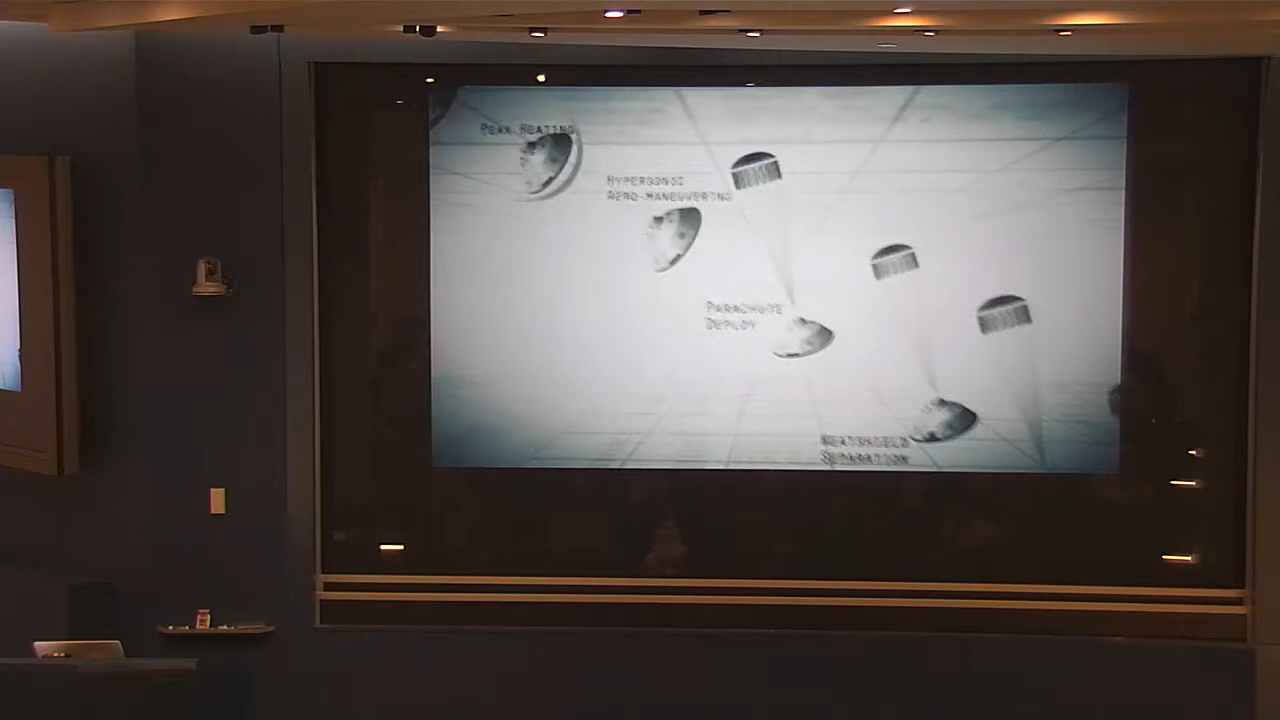 PEAK HEATING
HYPERSONIC
AERO-MANEUVERING
PARACHUTE
DEPLOY
HEATSHIELD
SEPARATION